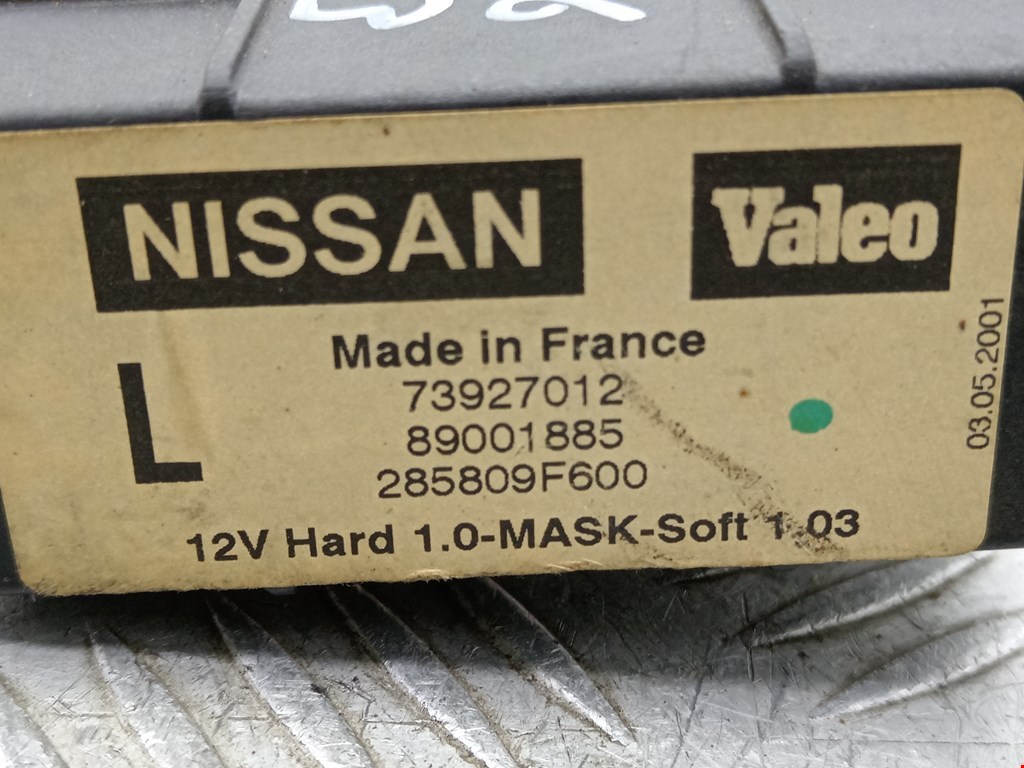 NISSAN
Valeo
Made in France
L
73927012
89001885
285809F600
12V Hard 1.0-MASK-Soft 1.03
03.05.2001